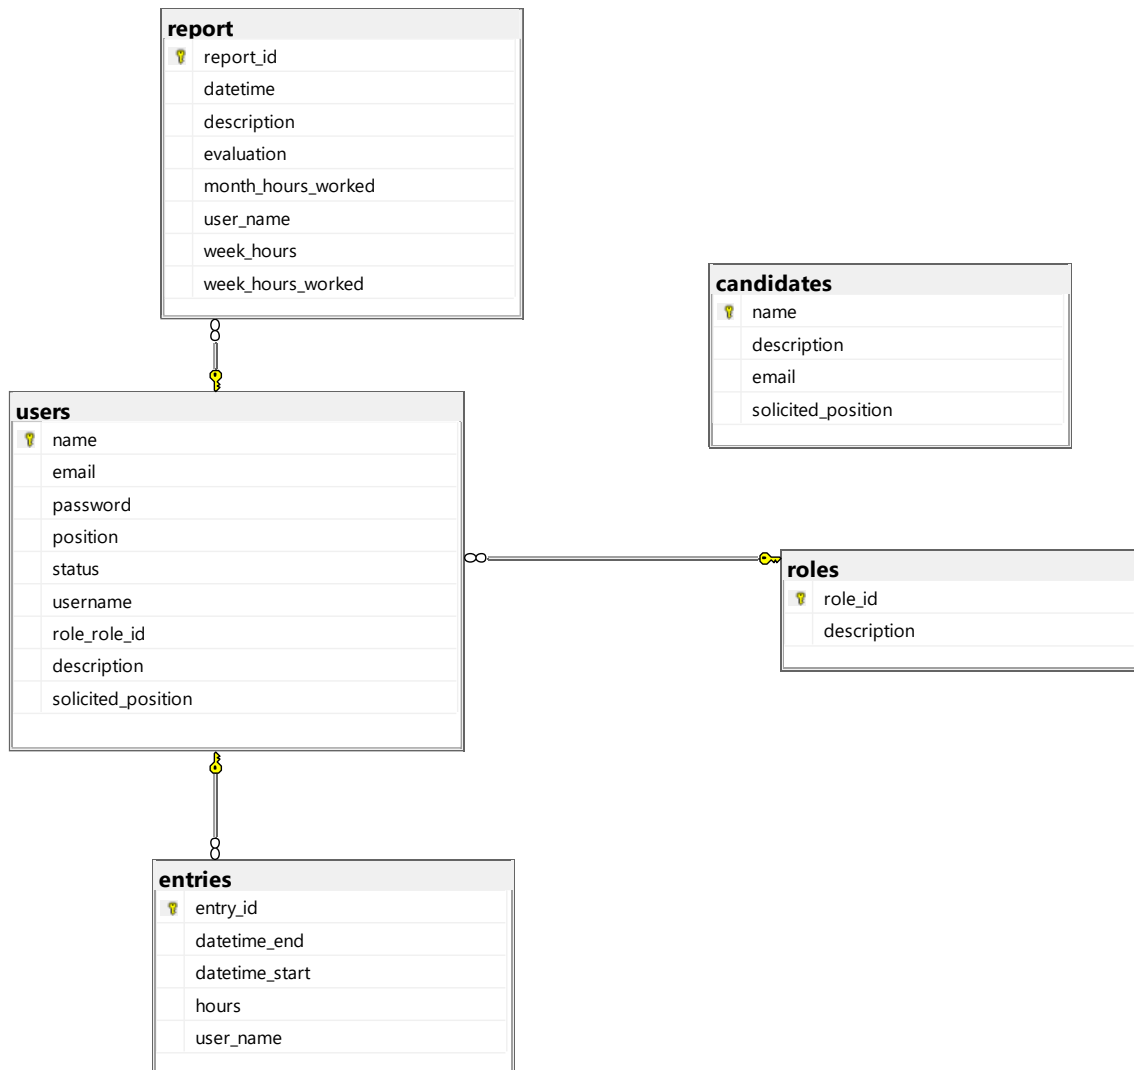 report
report_id
datetime
description
evaluation
month_hours_worked
user_name
week_hours
week_hours_worked
candidates
name
description
email
solicited_position
users
name
email
password
position
status
username
role_role_id
description
solicited_position
roles
role_id
description
entries
entry_id
datetime_end
datetime_start
hours
user_name